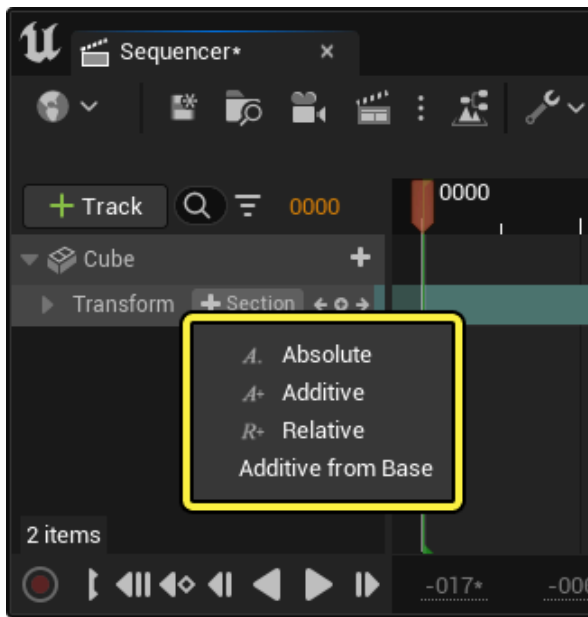 Sequencer*
+ Track 0000 0000
Cube
Transform + Section
A. Absolute
A+ Additive
R+ Relative
Additive from Base
2 items
-017*